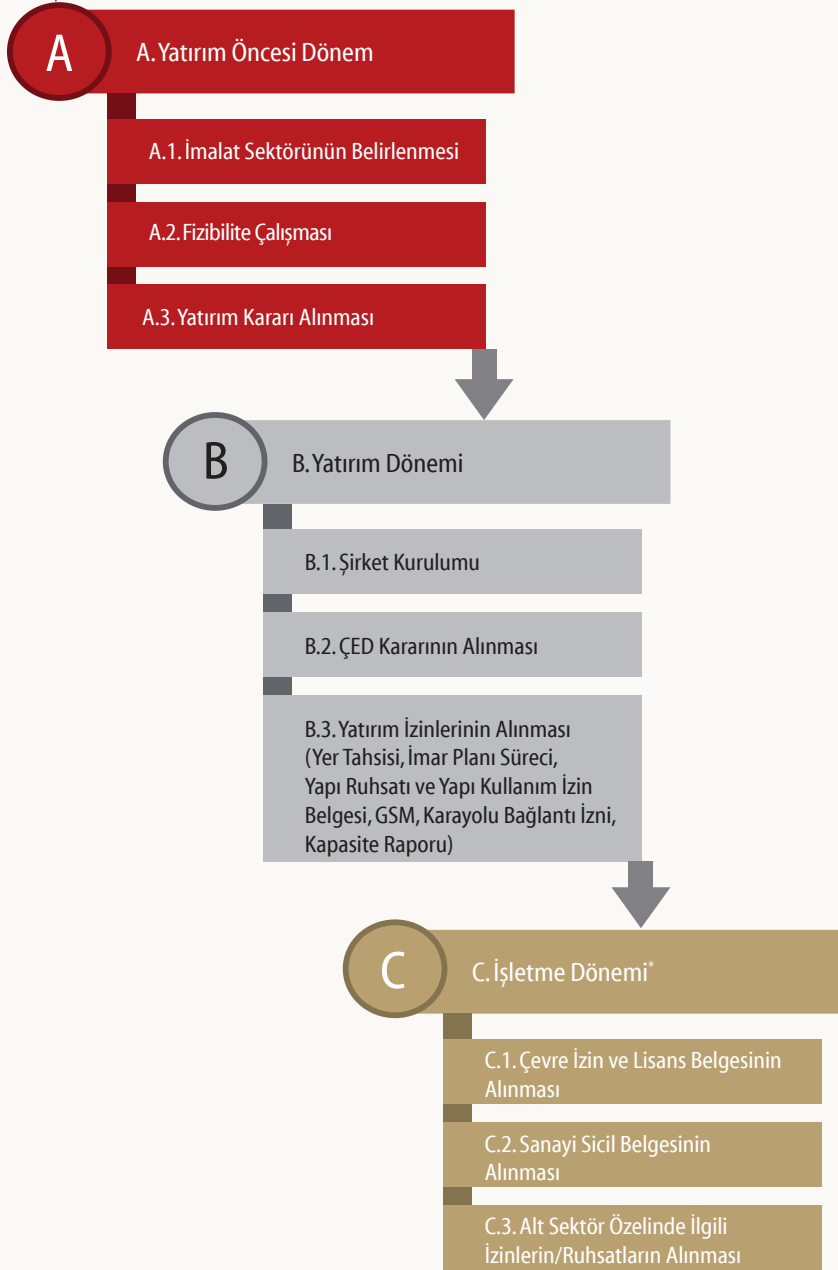 A
A. Yatırım Öncesi Dönem
A.1. İmalat Sektörünün Belirlenmesi
A.2. Fizibilite Çalışması
A.3. Yatırım Kararı Alınması
B
B. Yatırım Dönemi
B.1. Şirket Kurulumu
B.2. ÇED Kararının Alınması
B.3. Yatırım İzinlerinin Alınması
(Yer Tahsisi, İmar Planı Süreci,
Yapı Ruhsatı ve Yapı Kullanım İzin
Belgesi, GSM, Karayolu Bağlantı İzni,
Kapasite Raporu)
C
C. İşletme Dönemi*
C.1. Çevre İzin ve Lisans Belgesinin
Alınması
C.2. Sanayi Sicil Belgesinin
Alınması
C.3. Alt Sektör Özelinde İlgili
İzinlerin/Ruhsatların Alınması